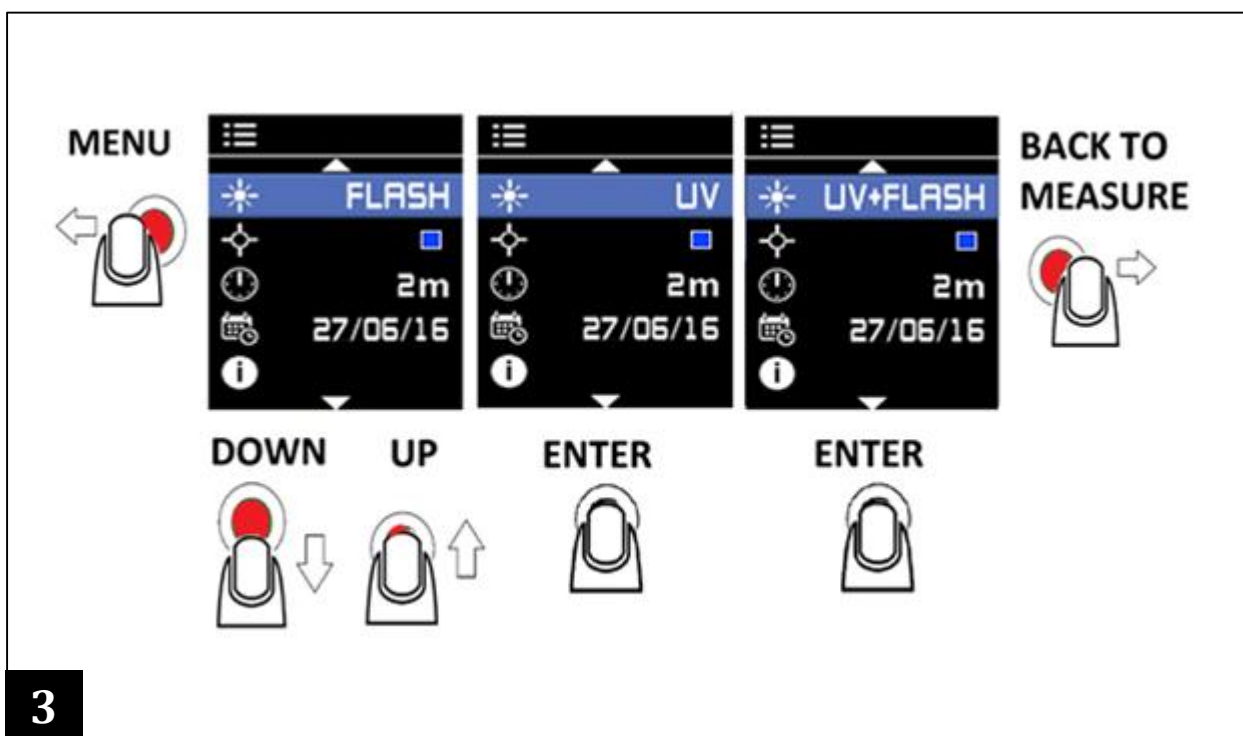 MENU
FLASH
2m
27/06/16
i
UV
2m
27/06/16
i
UV+FLASH
2m
27/06/16
i
BACK TO
MEASURE
DOWN
UP
ENTER
ENTER
3